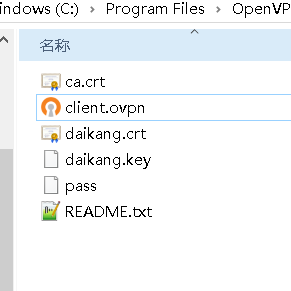 indows (C:) › Program Files › OpenVP
名称
ca.crt
client.ovpn
daikang.crt
daikang.key
pass
README.txt